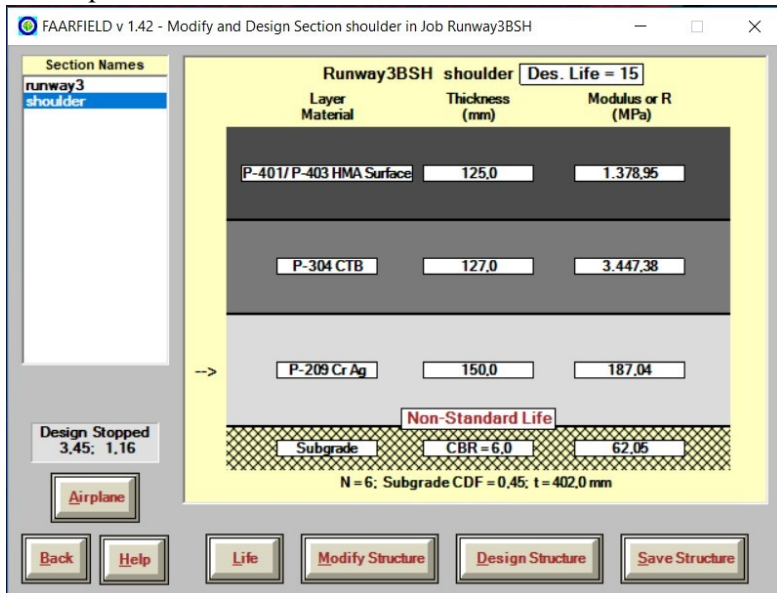 FAARFIELD v 1.42 - Modify and Design Section shoulder in Job Runway3BSH
Section Names
runway3
shoulder
Runway3BSH shoulder Des. Life = 15
Layer Material Thickness (mm) Modulus or R (MPa)
P-401/ P-403 HMA Surface 125,0 1.378,95
P-304 CTB 127,0 3.447,38
--> P-209 Cr Ag 150,0 187,04
Non-Standard Life
Subgrade CBR = 6,0 62,05
N = 6; Subgrade CDF = 0,45; t = 402,0 mm
Design Stopped
3,45; 1,16
Airplane
Back Help Life Modify Structure Design Structure Save Structure